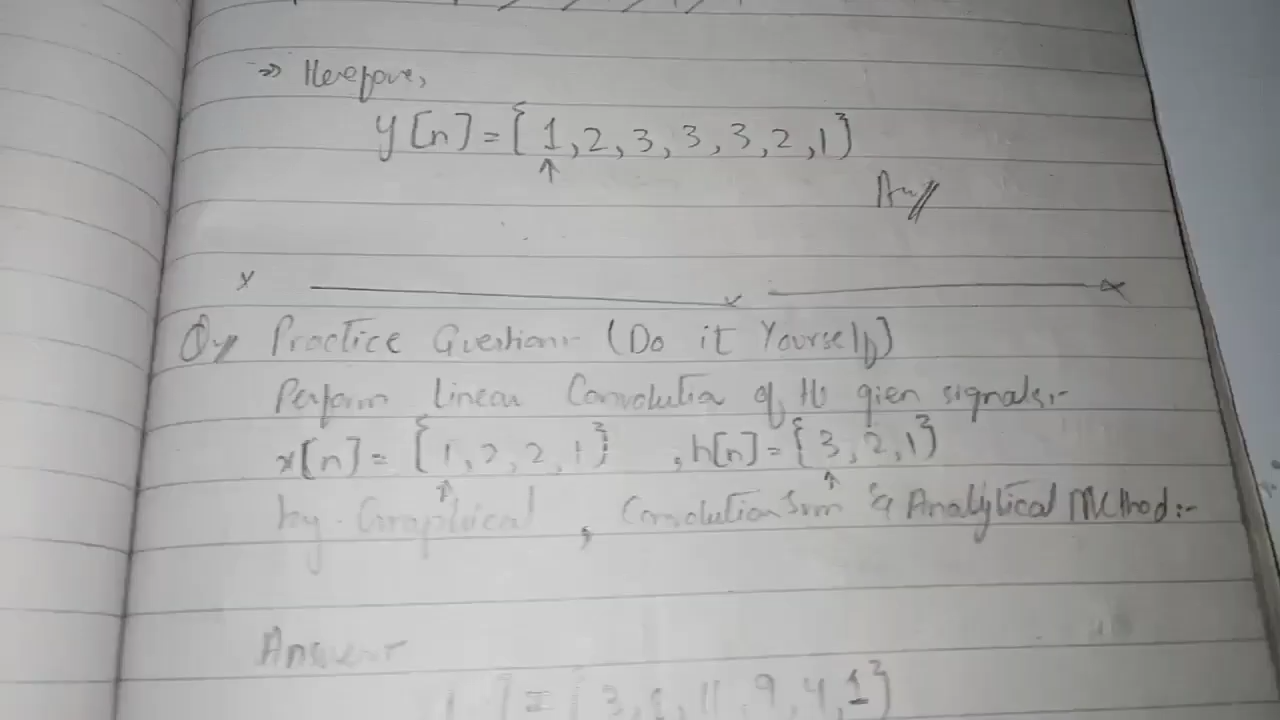 ⇒ Herefore,
y[n] = {1, 2, 3, 3, 3, 2, 1}
↑
Ans//
x x x
Q// Practice Question:- (Do it Yourself)
Perform Linear Convolution of the given signals:-
x[n] = {1, 2, 2, 1} , h[n] = {3, 2, 1}
↑ ↑
by Graphical , Convolution Sum & Analytical Method:-
Answer
] = { 3, 8, 11, 9, 4, 1}